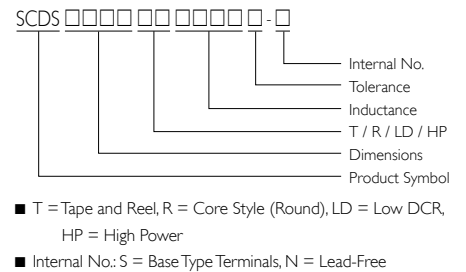 SCDS □□□□ □□ □□□□ □ - □
Internal No.
Tolerance
Inductance
T / R / LD / HP
Dimensions
Product Symbol
■ T = Tape and Reel, R = Core Style (Round), LD = Low DCR,
HP = High Power
■ Internal No.: S = Base Type Terminals, N = Lead-Free